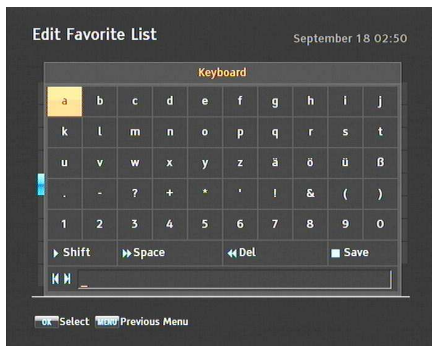 Edit Favorite List
September 18 02:50
Keyboard
a b c d e f g h i j
k l m n o p q r s t
u v w x y z ä ö ü ß
. - ? + * ' ! & ( )
1 2 3 4 5 6 7 8 9 0
Shift Space Del Save
_
OK Select MENU Previous Menu